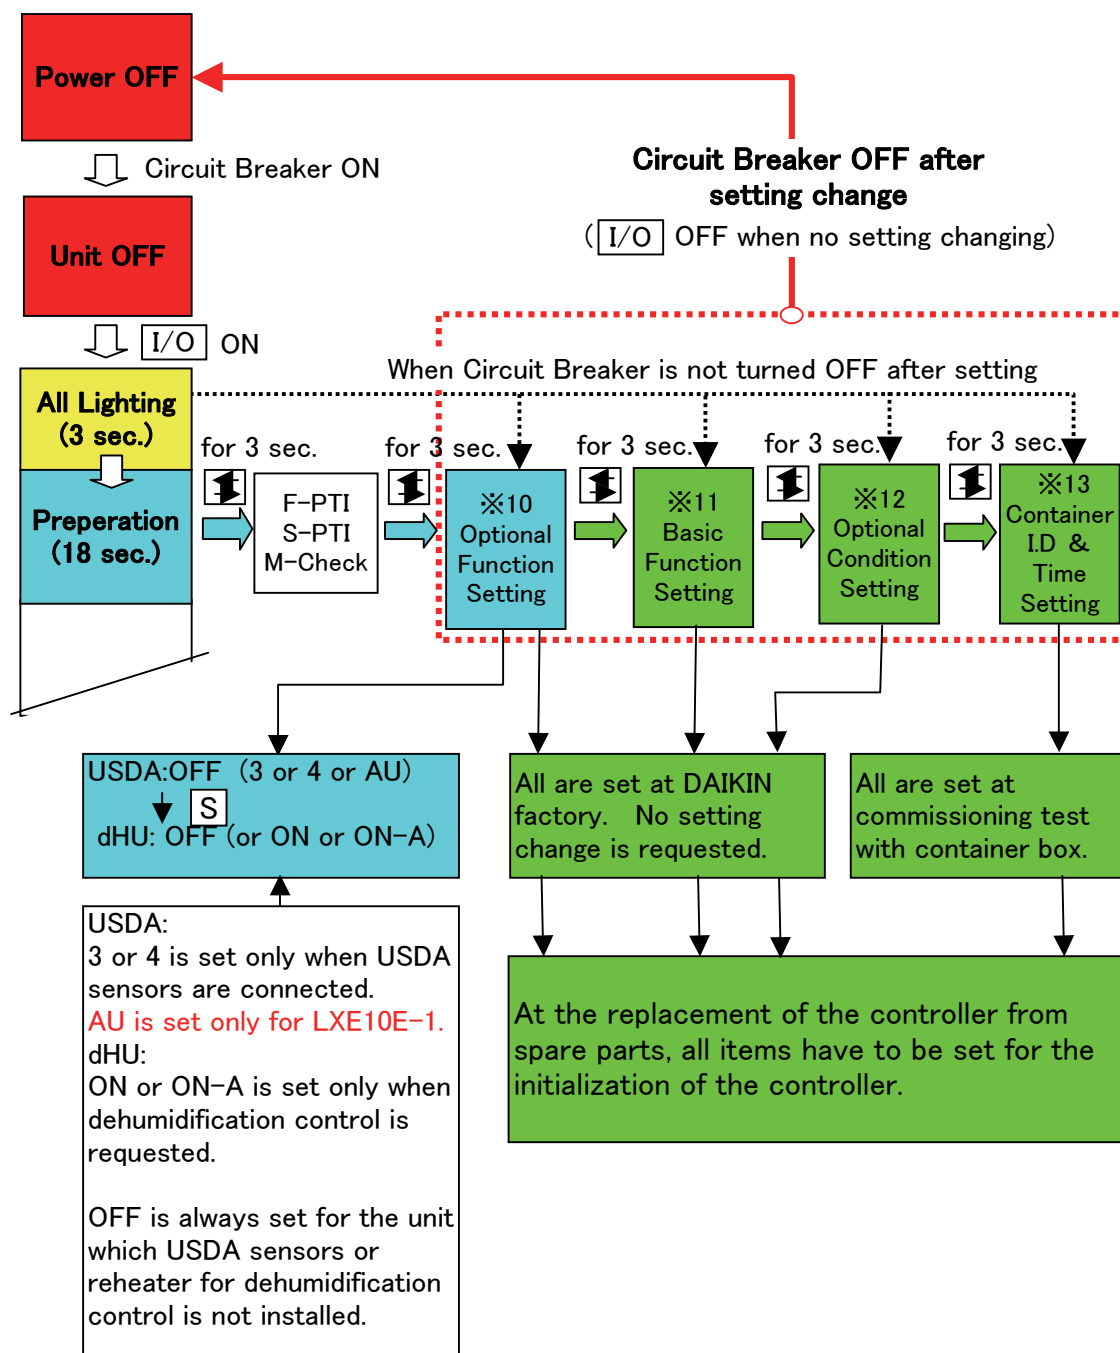 Power OFF
Circuit Breaker ON
Circuit Breaker OFF after
setting change
( I/O OFF when no setting changing)
Unit OFF
I/O ON
When Circuit Breaker is not turned OFF after setting
All Lighting
(3 sec.)
Preperation
(18 sec.)
for 3 sec.
F-PTI
S-PTI
M-Check
for 3 sec.
※10
Optional
Function
Setting
for 3 sec.
※11
Basic
Function
Setting
for 3 sec.
※12
Optional
Condition
Setting
for 3 sec.
※13
Container
I.D &
Time
Setting
USDA:OFF (3 or 4 or AU)
S
dHU: OFF (or ON or ON-A)
All are set at DAIKIN
factory. No setting
change is requested.
All are set at
commissioning test
with container box.
USDA:
3 or 4 is set only when USDA
sensors are connected.
AU is set only for LXE10E-1.
dHU:
ON or ON-A is set only when
dehumidification control is
requested.
OFF is always set for the unit
which USDA sensors or
reheater for dehumidification
control is not installed.
At the replacement of the controller from
spare parts, all items have to be set for the
initialization of the controller.